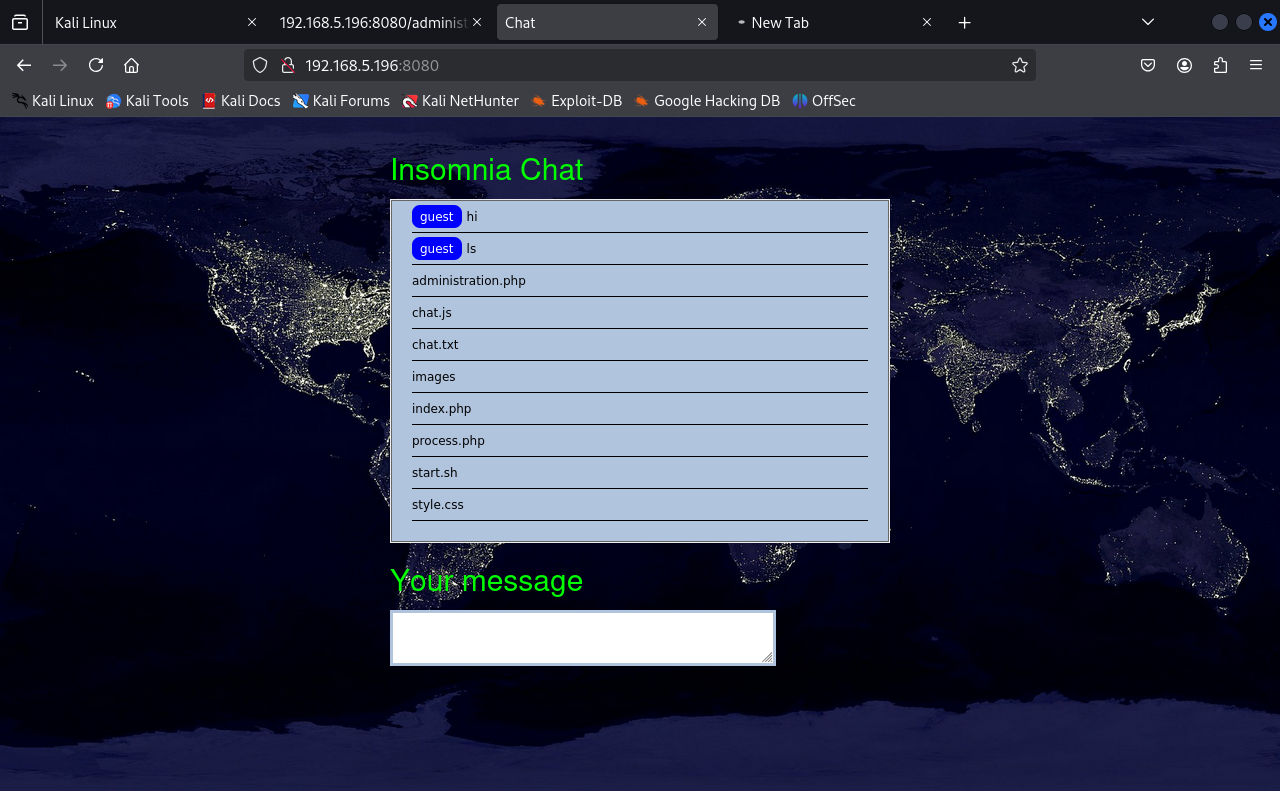 Kali Linux
192.168.5.196:8080/administ
Chat
New Tab
192.168.5.196:8080
Kali Linux Kali Tools Kali Docs Kali Forums Kali NetHunter Exploit-DB Google Hacking DB OffSec
Insomnia Chat
guest hi
guest ls
administration.php
chat.js
chat.txt
images
index.php
process.php
start.sh
style.css
Your message